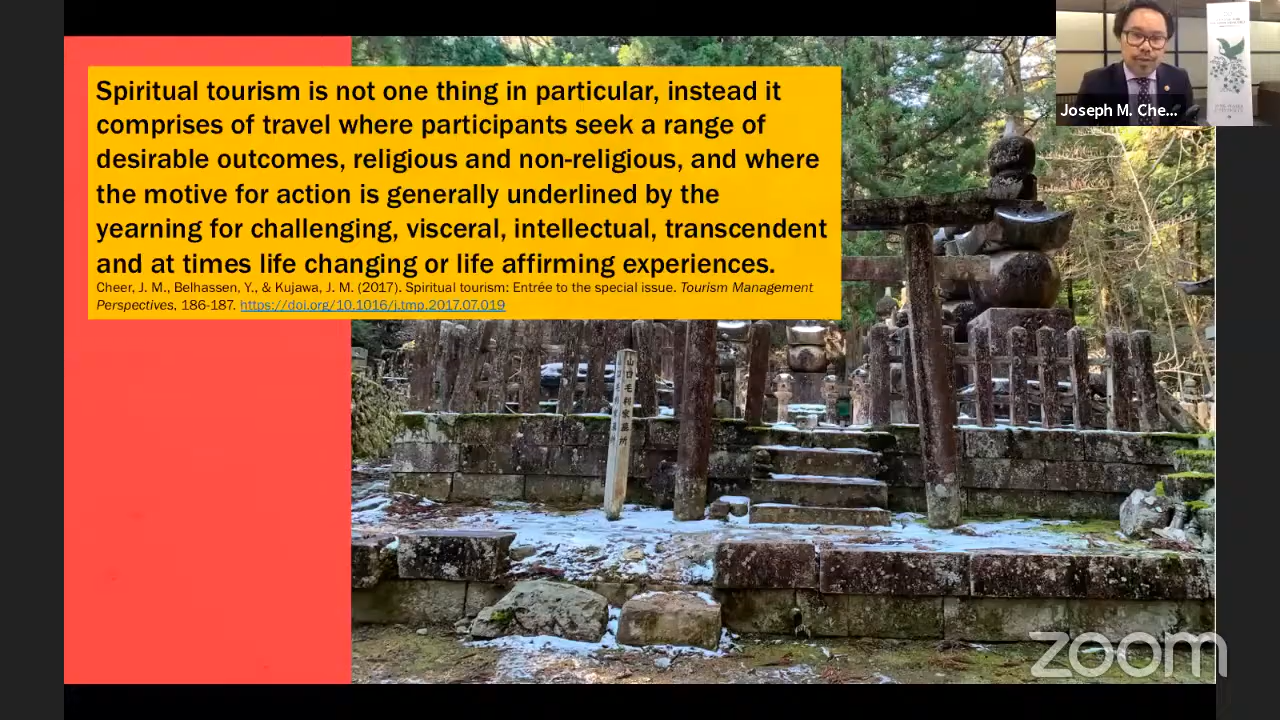 Spiritual tourism is not one thing in particular, instead it
comprises of travel where participants seek a range of
desirable outcomes, religious and non-religious, and where
the motive for action is generally underlined by the
yearning for challenging, visceral, intellectual, transcendent
and at times life changing or life affirming experiences.
Cheer, J. M., Belhassen, Y., & Kujawa, J. M. (2017). Spiritual tourism: Entrée to the special issue. Tourism Management
Perspectives, 186-187. https://doi.org/10.1016/j.tmp.2017.07.019
Joseph M. Che...
zoom